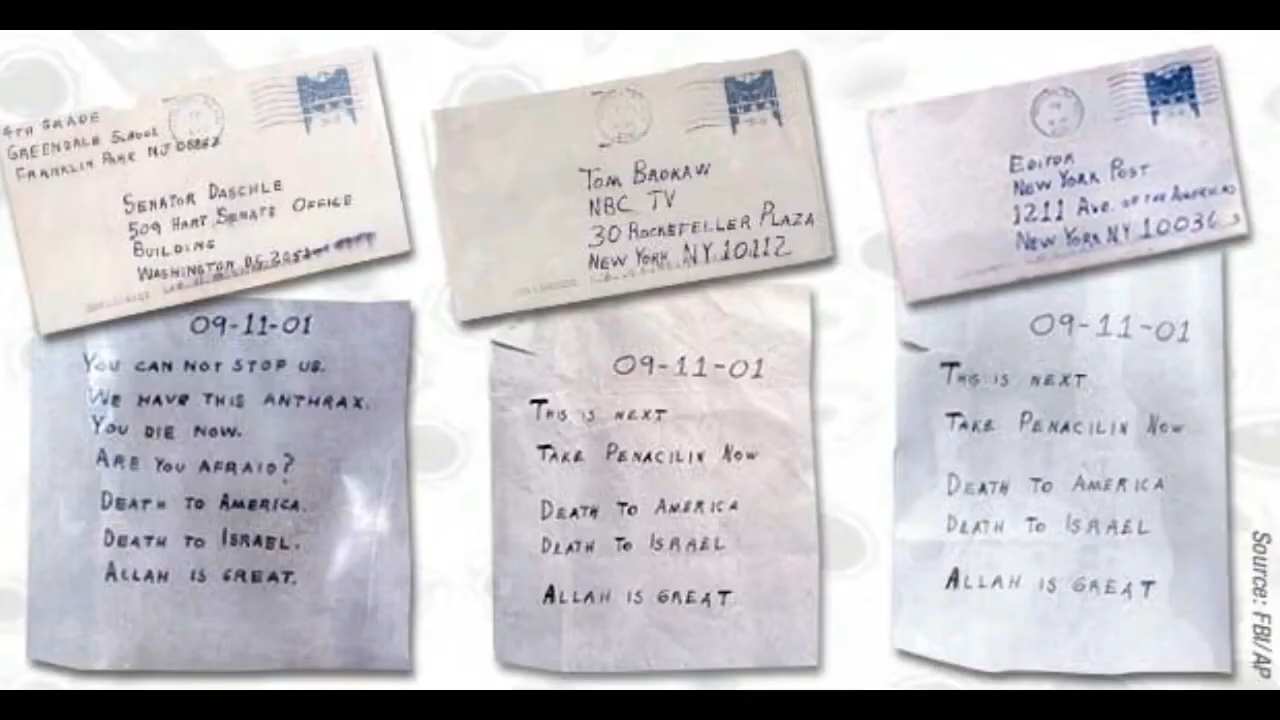 4TH GRADE
GREENDALE SCHOOL
FRANKLIN PARK NJ 08852
SENATOR DASCHLE
509 HART SENATE OFFICE
BUILDING
WASHINGTON D.C.
09-11-01
YOU CAN NOT STOP US.
WE HAVE THIS ANTHRAX.
YOU DIE NOW.
ARE YOU AFRAID?
DEATH TO AMERICA.
DEATH TO ISRAEL.
ALLAH IS GREAT.
TOM BROKAW
NBC TV
30 ROCKEFELLER PLAZA
NEW YORK NY 10112
09-11-01
THIS IS NEXT
TAKE PENACILIN NOW
DEATH TO AMERICA
DEATH TO ISRAEL
ALLAH IS GREAT
EDITOR
NEW YORK POST
1211 AVE. OF THE AMERICAS
NEW YORK NY 10036
09-11-01
THIS IS NEXT
TAKE PENACILIN NOW
DEATH TO AMERICA
DEATH TO ISRAEL
ALLAH IS GREAT
Source: FBI/AP